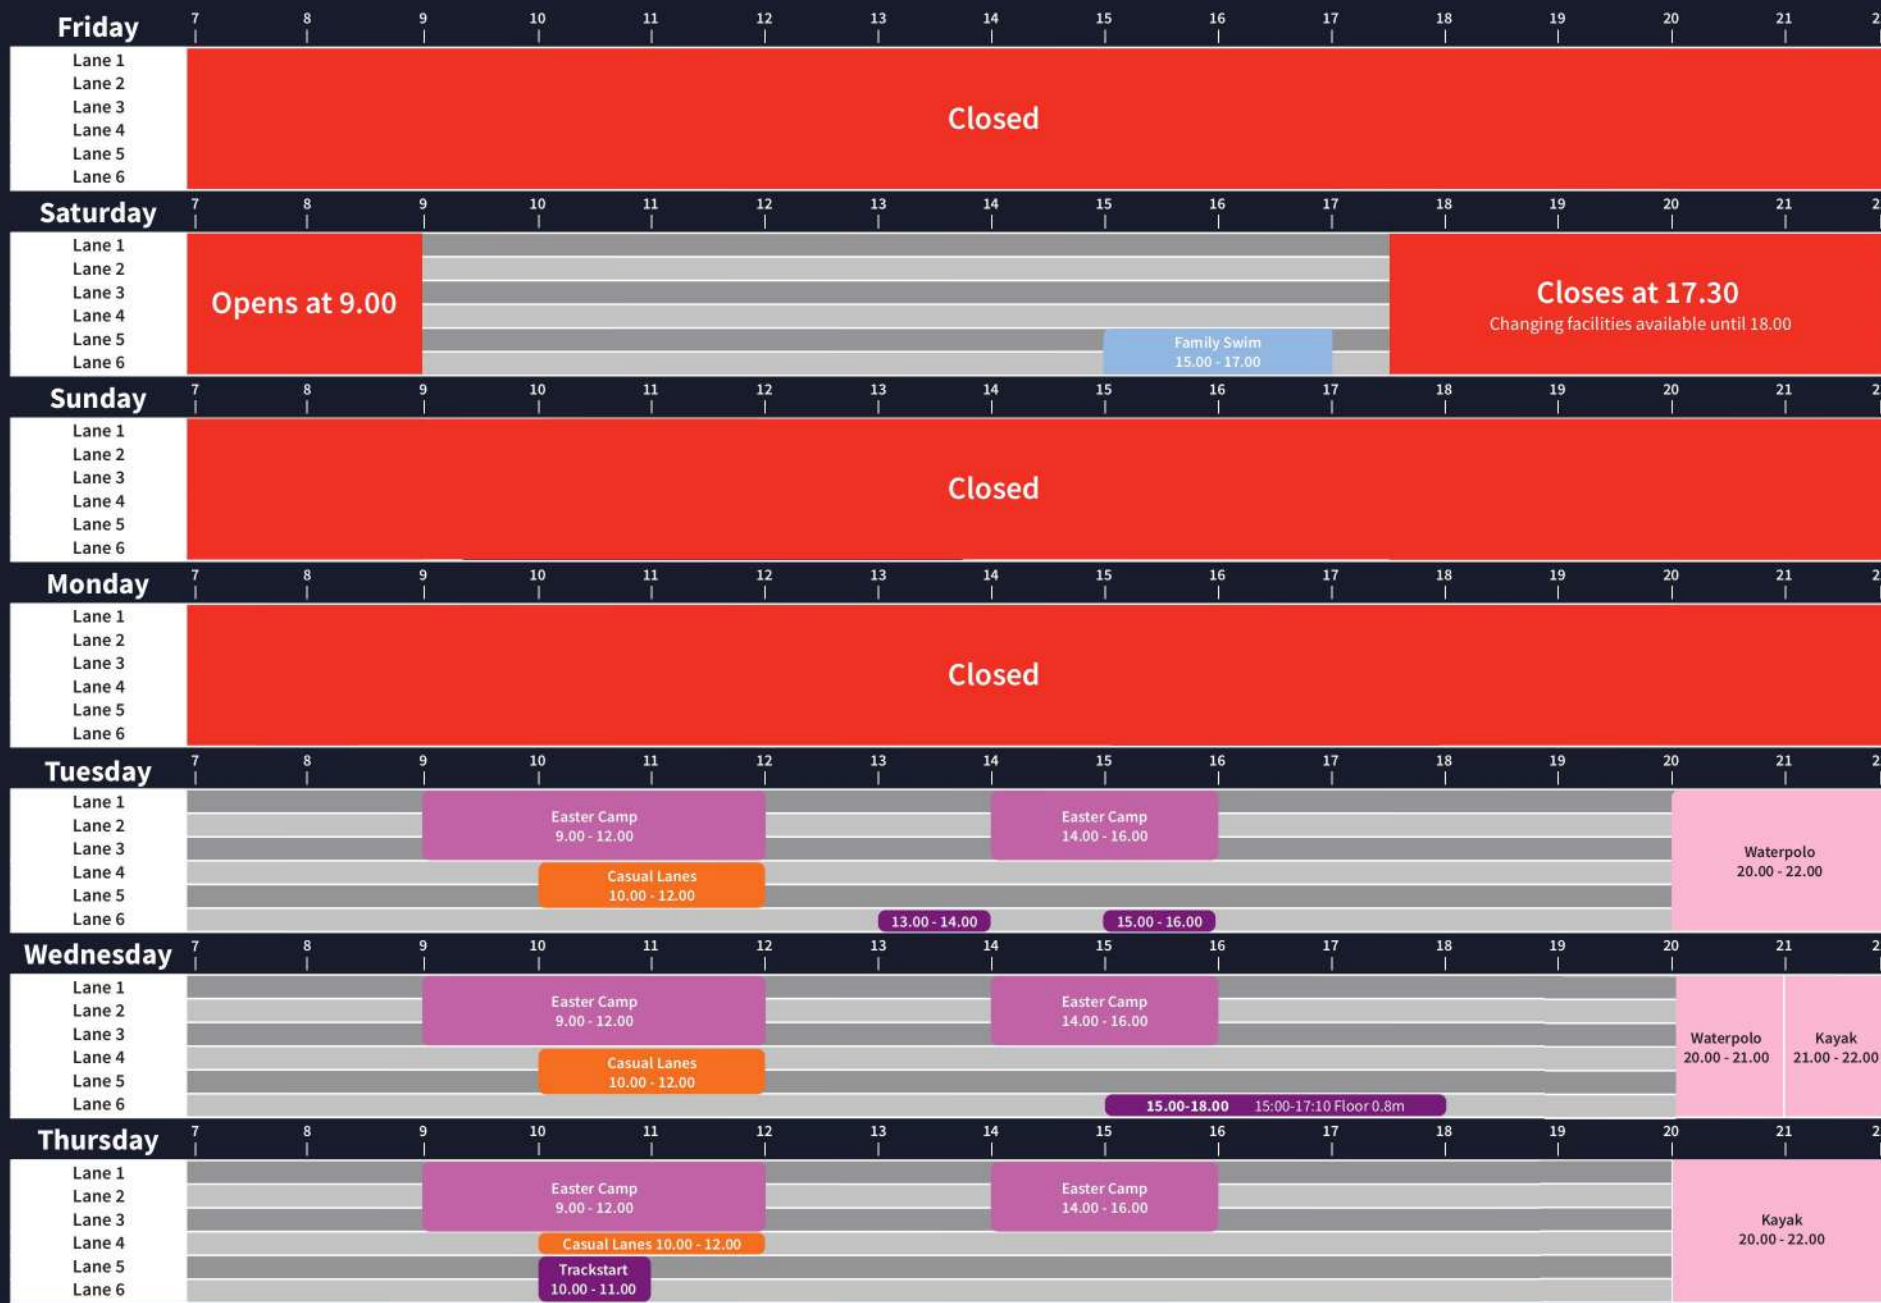 Friday 7 8 9 10 11 12 13 14 15 16 17 18 19 20 21
Lane 1
Lane 2
Lane 3
Lane 4
Lane 5
Lane 6
Closed
Saturday 7 8 9 10 11 12 13 14 15 16 17 18 19 20 21
Lane 1
Lane 2
Lane 3
Lane 4
Lane 5
Lane 6
Opens at 9.00
Family Swim
15.00 - 17.00
Closes at 17.30
Changing facilities available until 18.00
Sunday 7 8 9 10 11 12 13 14 15 16 17 18 19 20 21
Lane 1
Lane 2
Lane 3
Lane 4
Lane 5
Lane 6
Closed
Monday 7 8 9 10 11 12 13 14 15 16 17 18 19 20 21
Lane 1
Lane 2
Lane 3
Lane 4
Lane 5
Lane 6
Closed
Tuesday 7 8 9 10 11 12 13 14 15 16 17 18 19 20 21
Lane 1
Lane 2
Lane 3
Lane 4
Lane 5
Lane 6
Easter Camp
9.00 - 12.00
Casual Lanes
10.00 - 12.00
13.00 - 14.00
Easter Camp
14.00 - 16.00
15.00 - 16.00
Waterpolo
20.00 - 22.00
Wednesday 7 8 9 10 11 12 13 14 15 16 17 18 19 20 21
Lane 1
Lane 2
Lane 3
Lane 4
Lane 5
Lane 6
Easter Camp
9.00 - 12.00
Casual Lanes
10.00 - 12.00
Easter Camp
14.00 - 16.00
15.00-18.00 15:00-17:10 Floor 0.8m
Waterpolo
20.00 - 21.00
Kayak
21.00 - 22.00
Thursday 7 8 9 10 11 12 13 14 15 16 17 18 19 20 21
Lane 1
Lane 2
Lane 3
Lane 4
Lane 5
Lane 6
Easter Camp
9.00 - 12.00
Casual Lanes 10.00 - 12.00
Trackstart
10.00 - 11.00
Easter Camp
14.00 - 16.00
Kayak
20.00 - 22.00